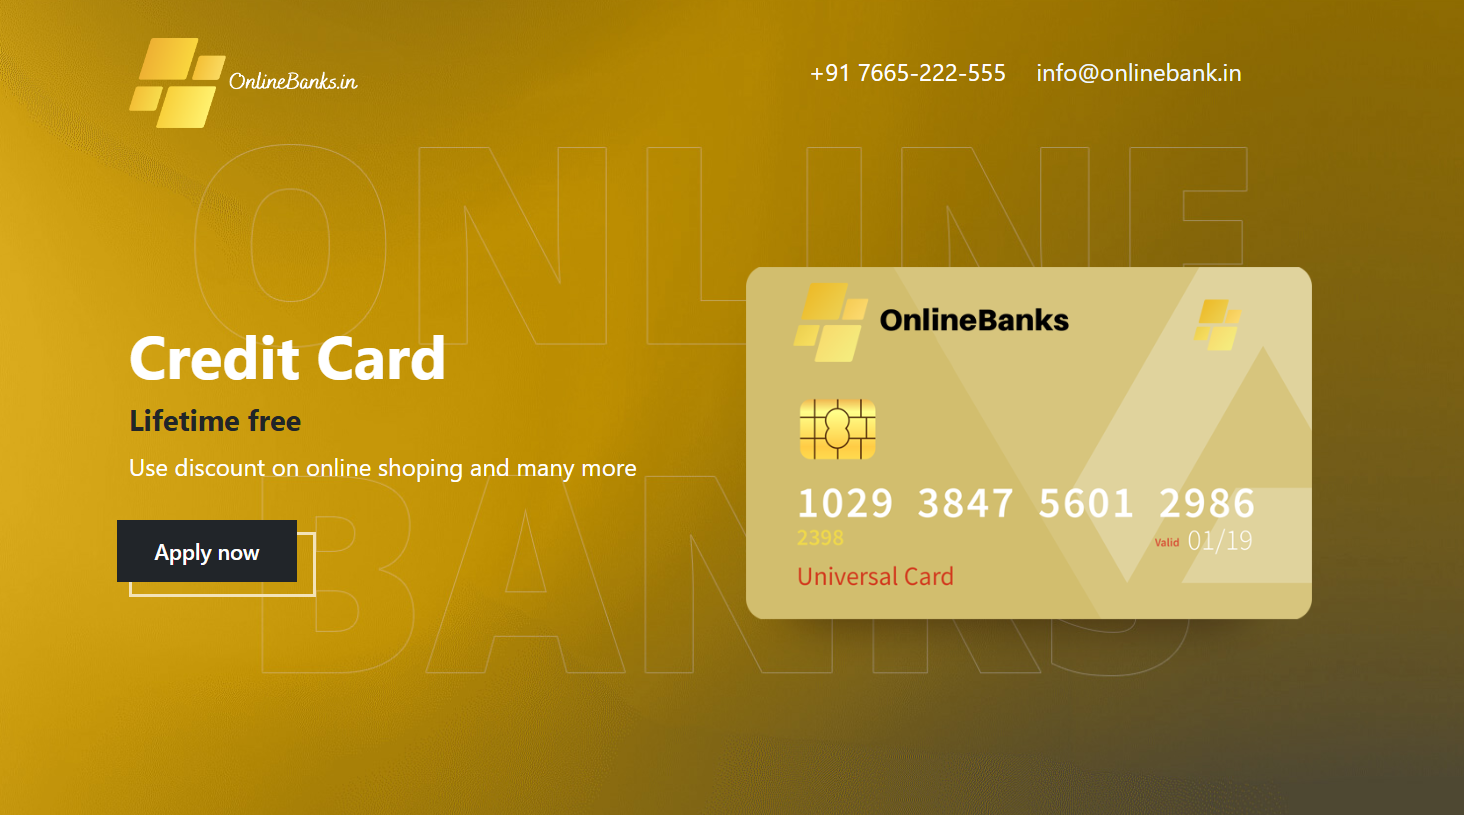 OnlineBanks.in
+91 7665-222-555 info@onlinebank.in
ONLINE
BANKS
Credit Card
Lifetime free
Use discount on online shoping and many more
Apply now
OnlineBanks
1029 3847 5601 2986
2398
Valid 01/19
Universal Card